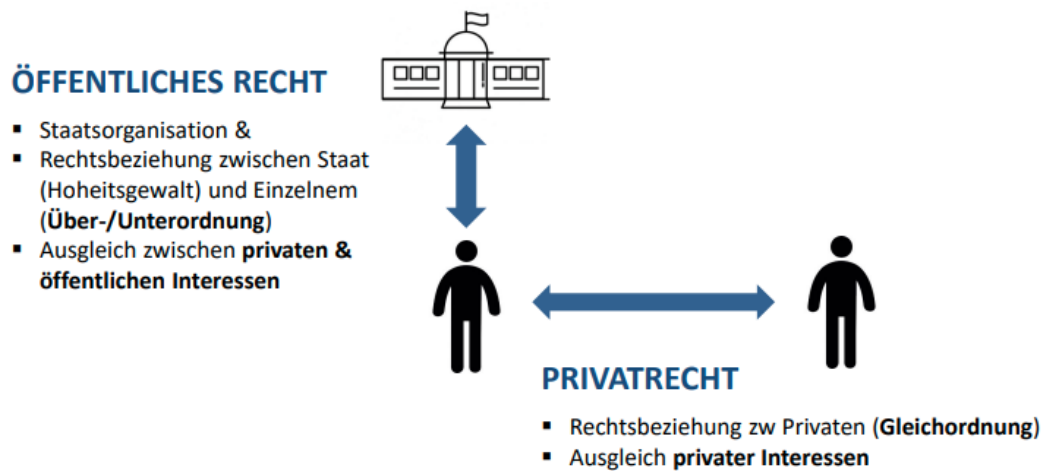 ÖFFENTLICHES RECHT
▪ Staatsorganisation &
▪ Rechtsbeziehung zwischen Staat
(Hoheitsgewalt) und Einzelnem
(Über-/Unterordnung)
▪ Ausgleich zwischen privaten &
öffentlichen Interessen
PRIVATRECHT
▪ Rechtsbeziehung zw Privaten (Gleichordnung)
▪ Ausgleich privater Interessen